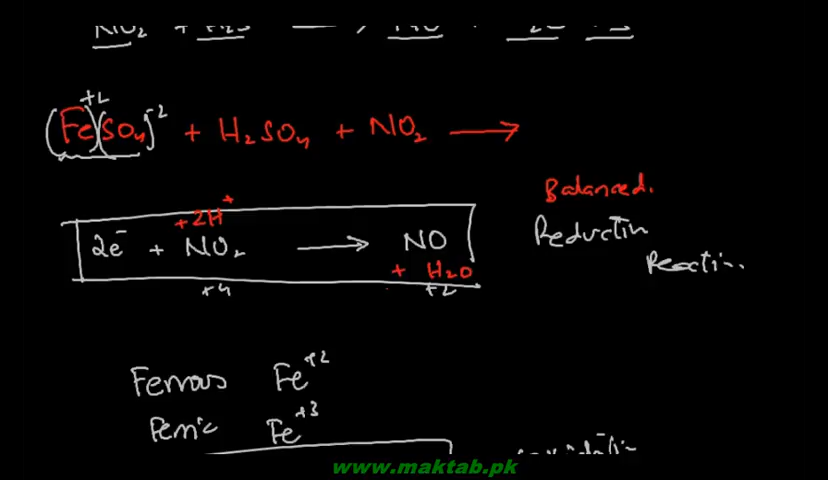 +2
(Fe)(SO4)-2 + H2SO4 + NO2 ⟶
Balanced.
+ 2H+
2e- + NO2 ⟶ NO
Reduction
+ H2O
Reaction.
+4 +2
Ferrous Fe+2
Ferric Fe+3
www.maktab.pk